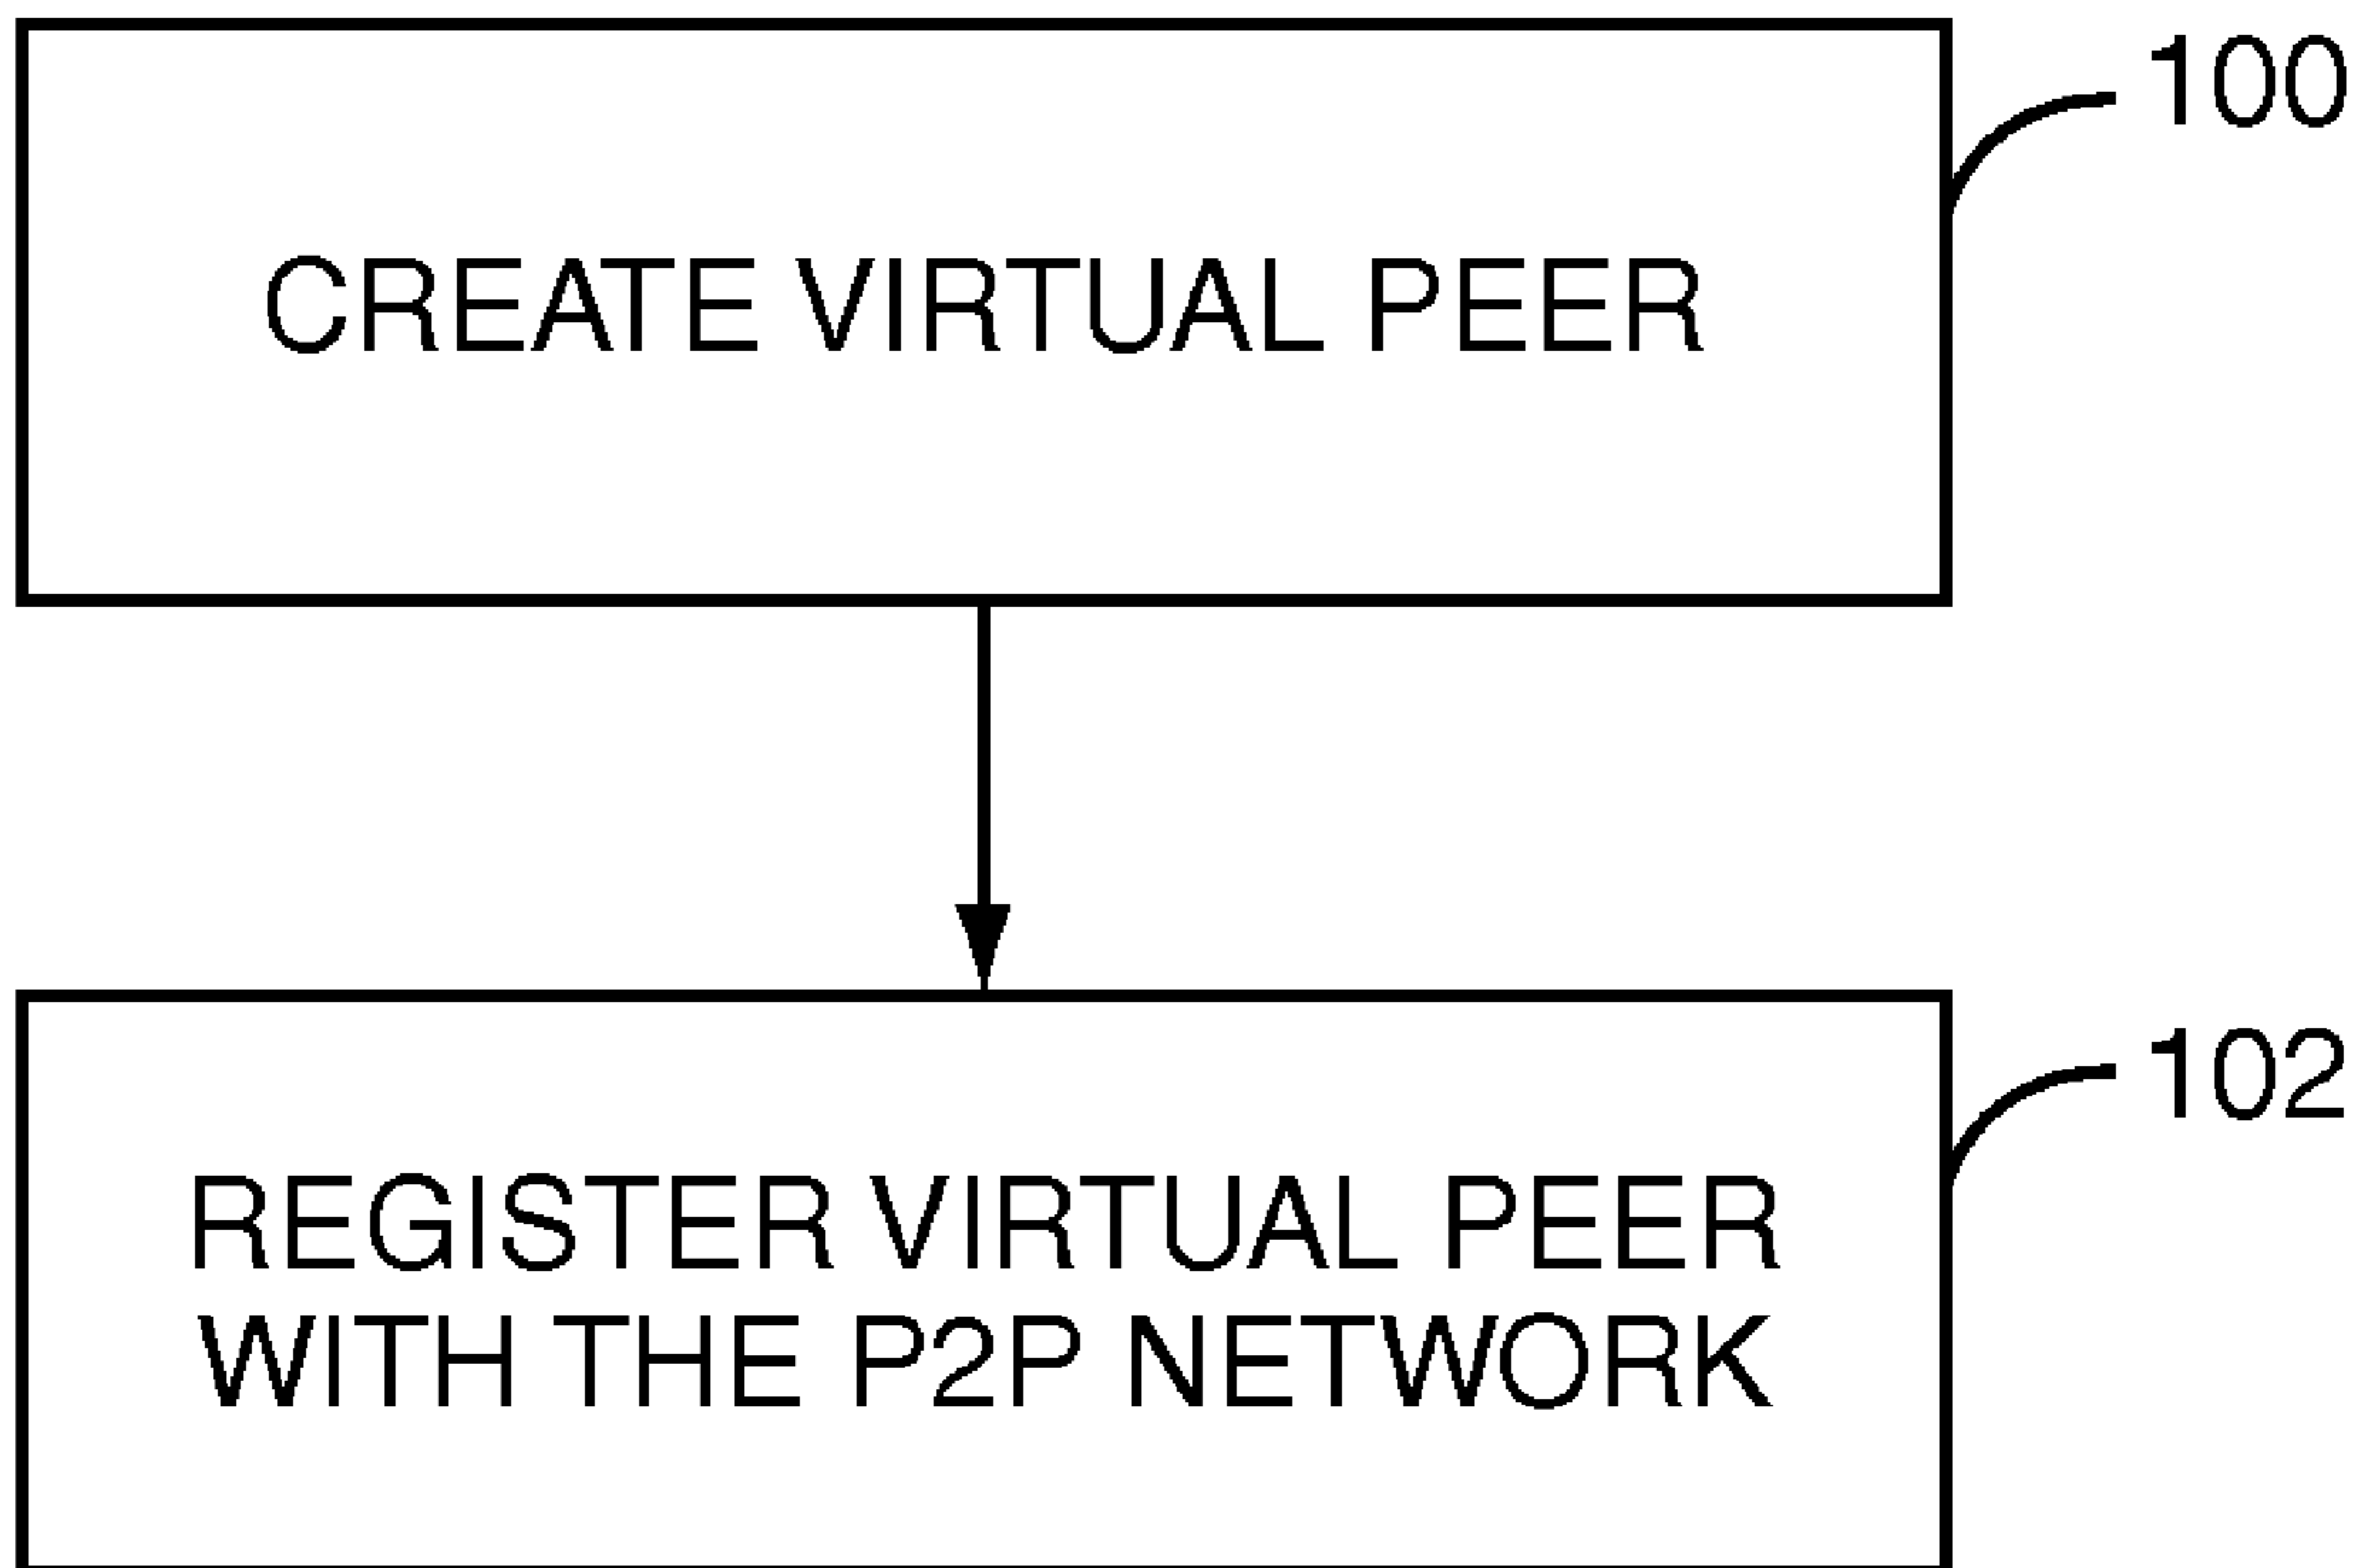 100
CREATE VIRTUAL PEER
102
REGISTER VIRTUAL PEER
WITH THE P2P NETWORK